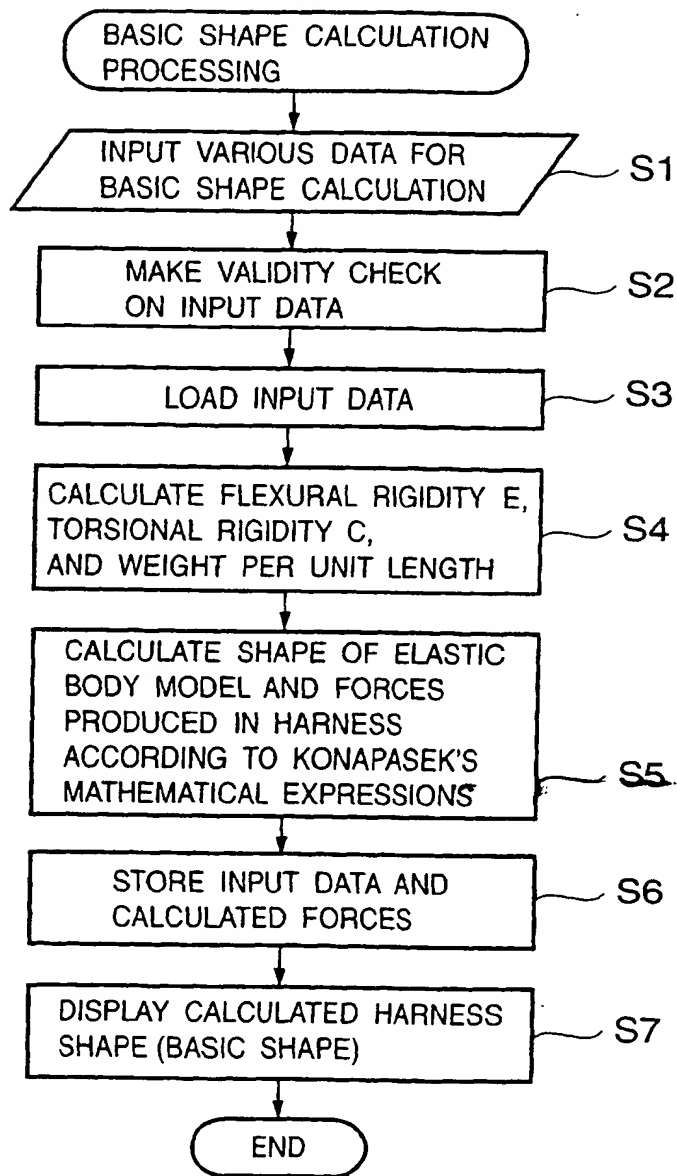 BASIC SHAPE CALCULATION
PROCESSING
INPUT VARIOUS DATA FOR
BASIC SHAPE CALCULATION
S1
MAKE VALIDITY CHECK
ON INPUT DATA
S2
LOAD INPUT DATA
S3
CALCULATE FLEXURAL RIGIDITY E,
TORSIONAL RIGIDITY C,
AND WEIGHT PER UNIT LENGTH
S4
CALCULATE SHAPE OF ELASTIC
BODY MODEL AND FORCES
PRODUCED IN HARNESS
ACCORDING TO KONAPASEK'S
MATHEMATICAL EXPRESSIONS
S5
STORE INPUT DATA AND
CALCULATED FORCES
S6
DISPLAY CALCULATED HARNESS
SHAPE (BASIC SHAPE)
S7
END